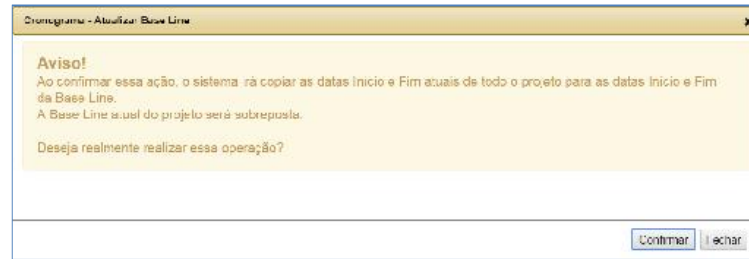 Cronograma - Atualizar Base Line
x
Aviso!
Ao confirmar essa ação, o sistema irá copiar as datas Inicio e Fim atuais de todo o projeto para as datas Inicio e Fim
da Base Line.
A Base Line atual do projeto será sobreposta.
Deseja realmente realizar essa operação?
Confirmar Fechar